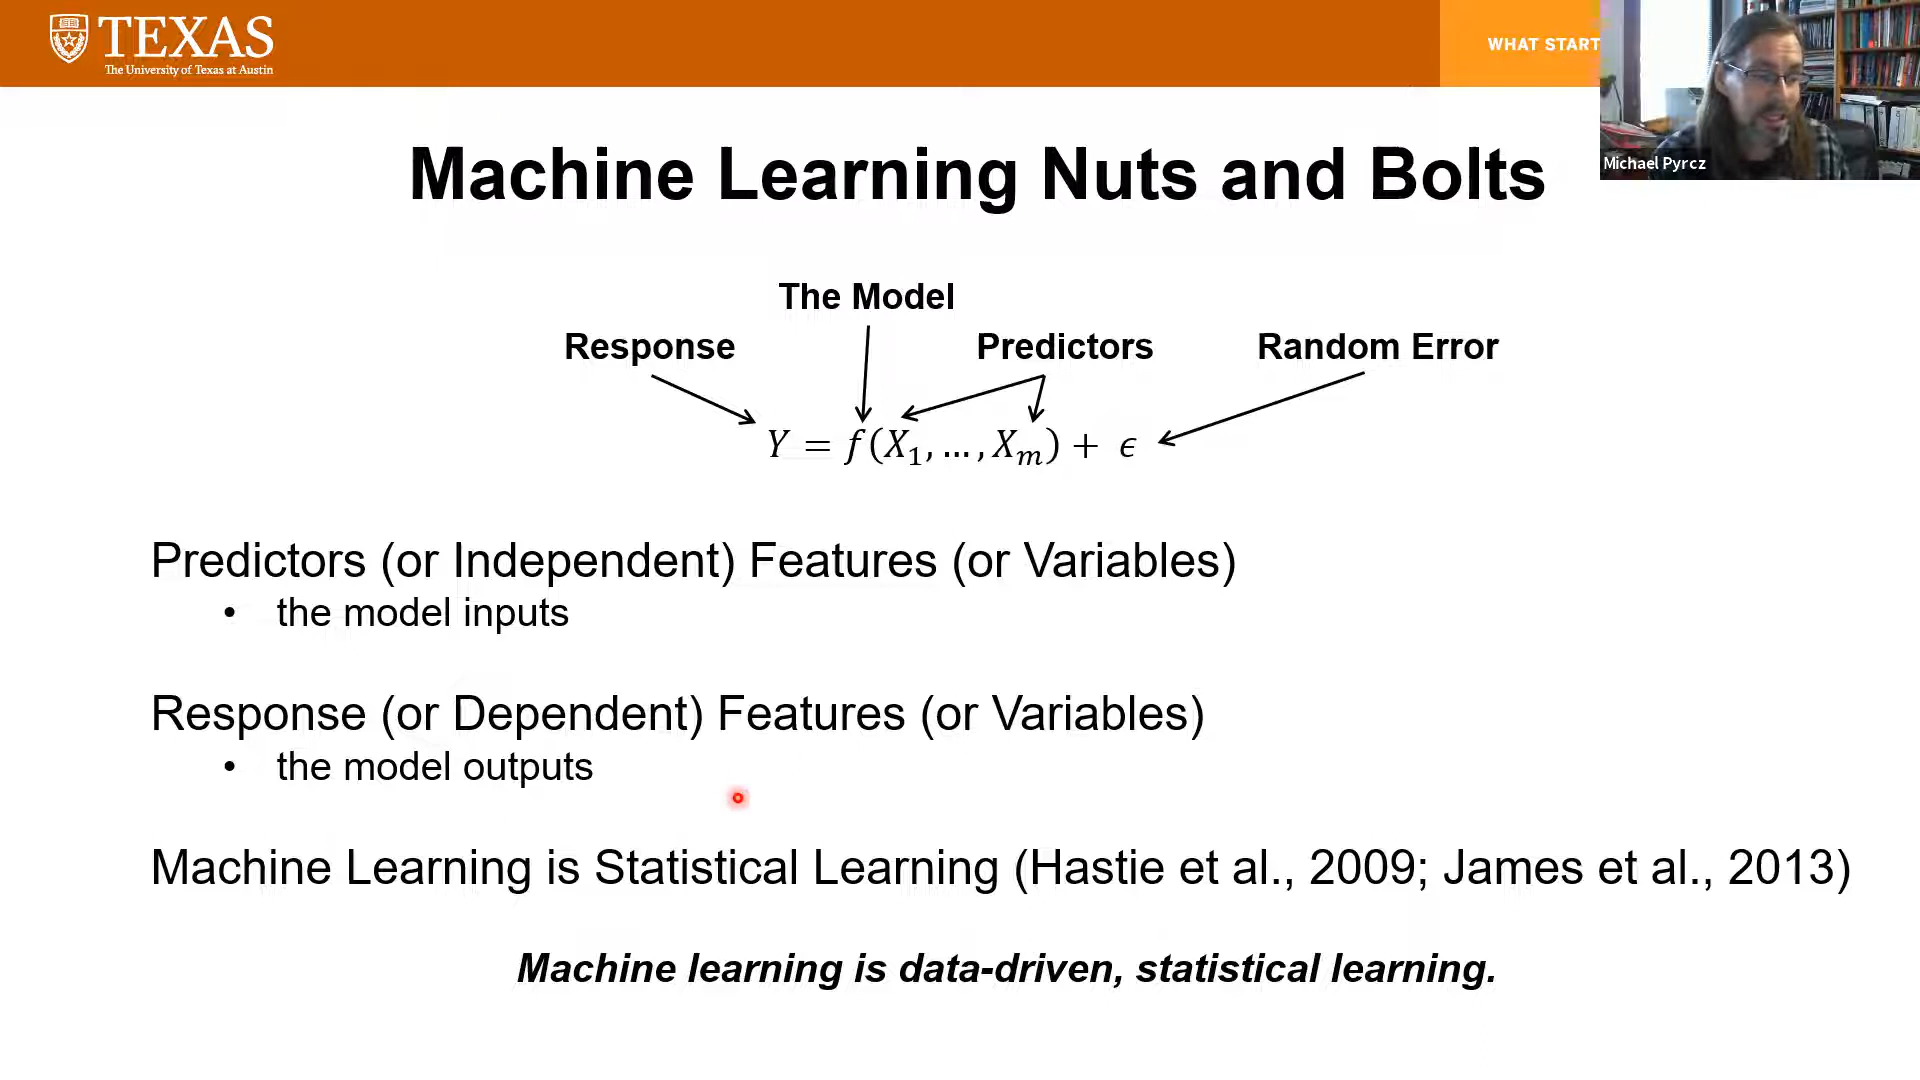 TEXAS
The University of Texas at Austin
WHAT START
Michael Pyrcz
Machine Learning Nuts and Bolts
The Model
Response
Predictors
Random Error
Y = f(X₁, … , Xₘ) + ϵ
Predictors (or Independent) Features (or Variables)
• the model inputs
Response (or Dependent) Features (or Variables)
• the model outputs
Machine Learning is Statistical Learning (Hastie et al., 2009; James et al., 2013)
Machine learning is data-driven, statistical learning.